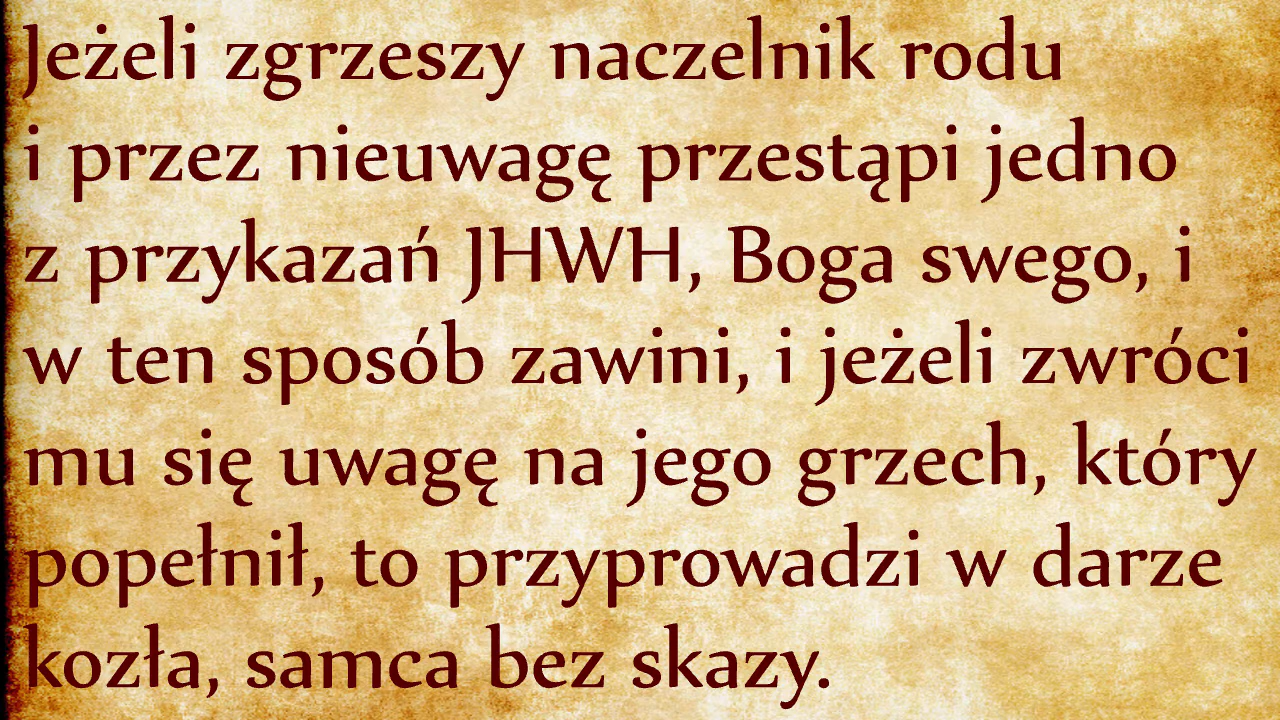 Jeżeli zgrzeszy naczelnik rodu
i przez nieuwagę przestąpi jedno
z przykazań JHWH, Boga swego, i
w ten sposób zawini, i jeżeli zwróci
mu się uwagę na jego grzech, który
popełnił, to przyprowadzi w darze
kozła, samca bez skazy.